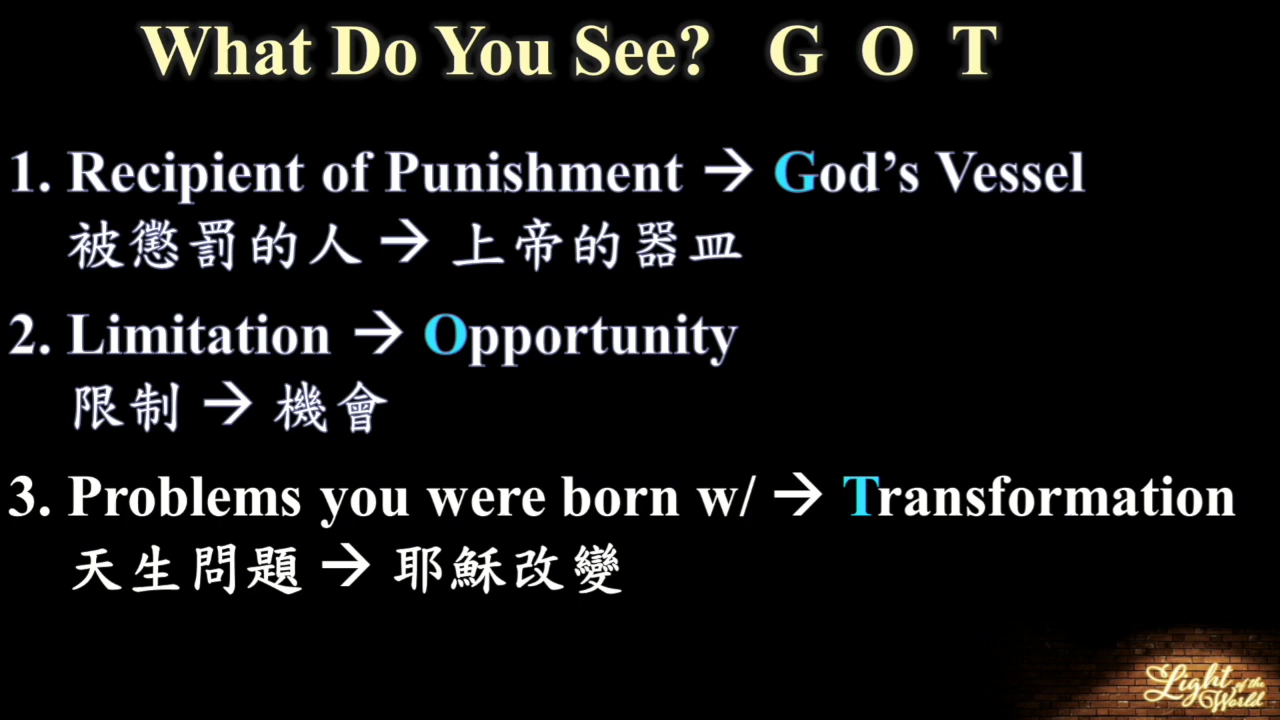 What Do You See? G O T
1. Recipient of Punishment → God's Vessel
被懲罰的人 → 上帝的器皿
2. Limitation → Opportunity
限制 → 機會
3. Problems you were born w/ → Transformation
天生問題 → 耶穌改變
Light of the World